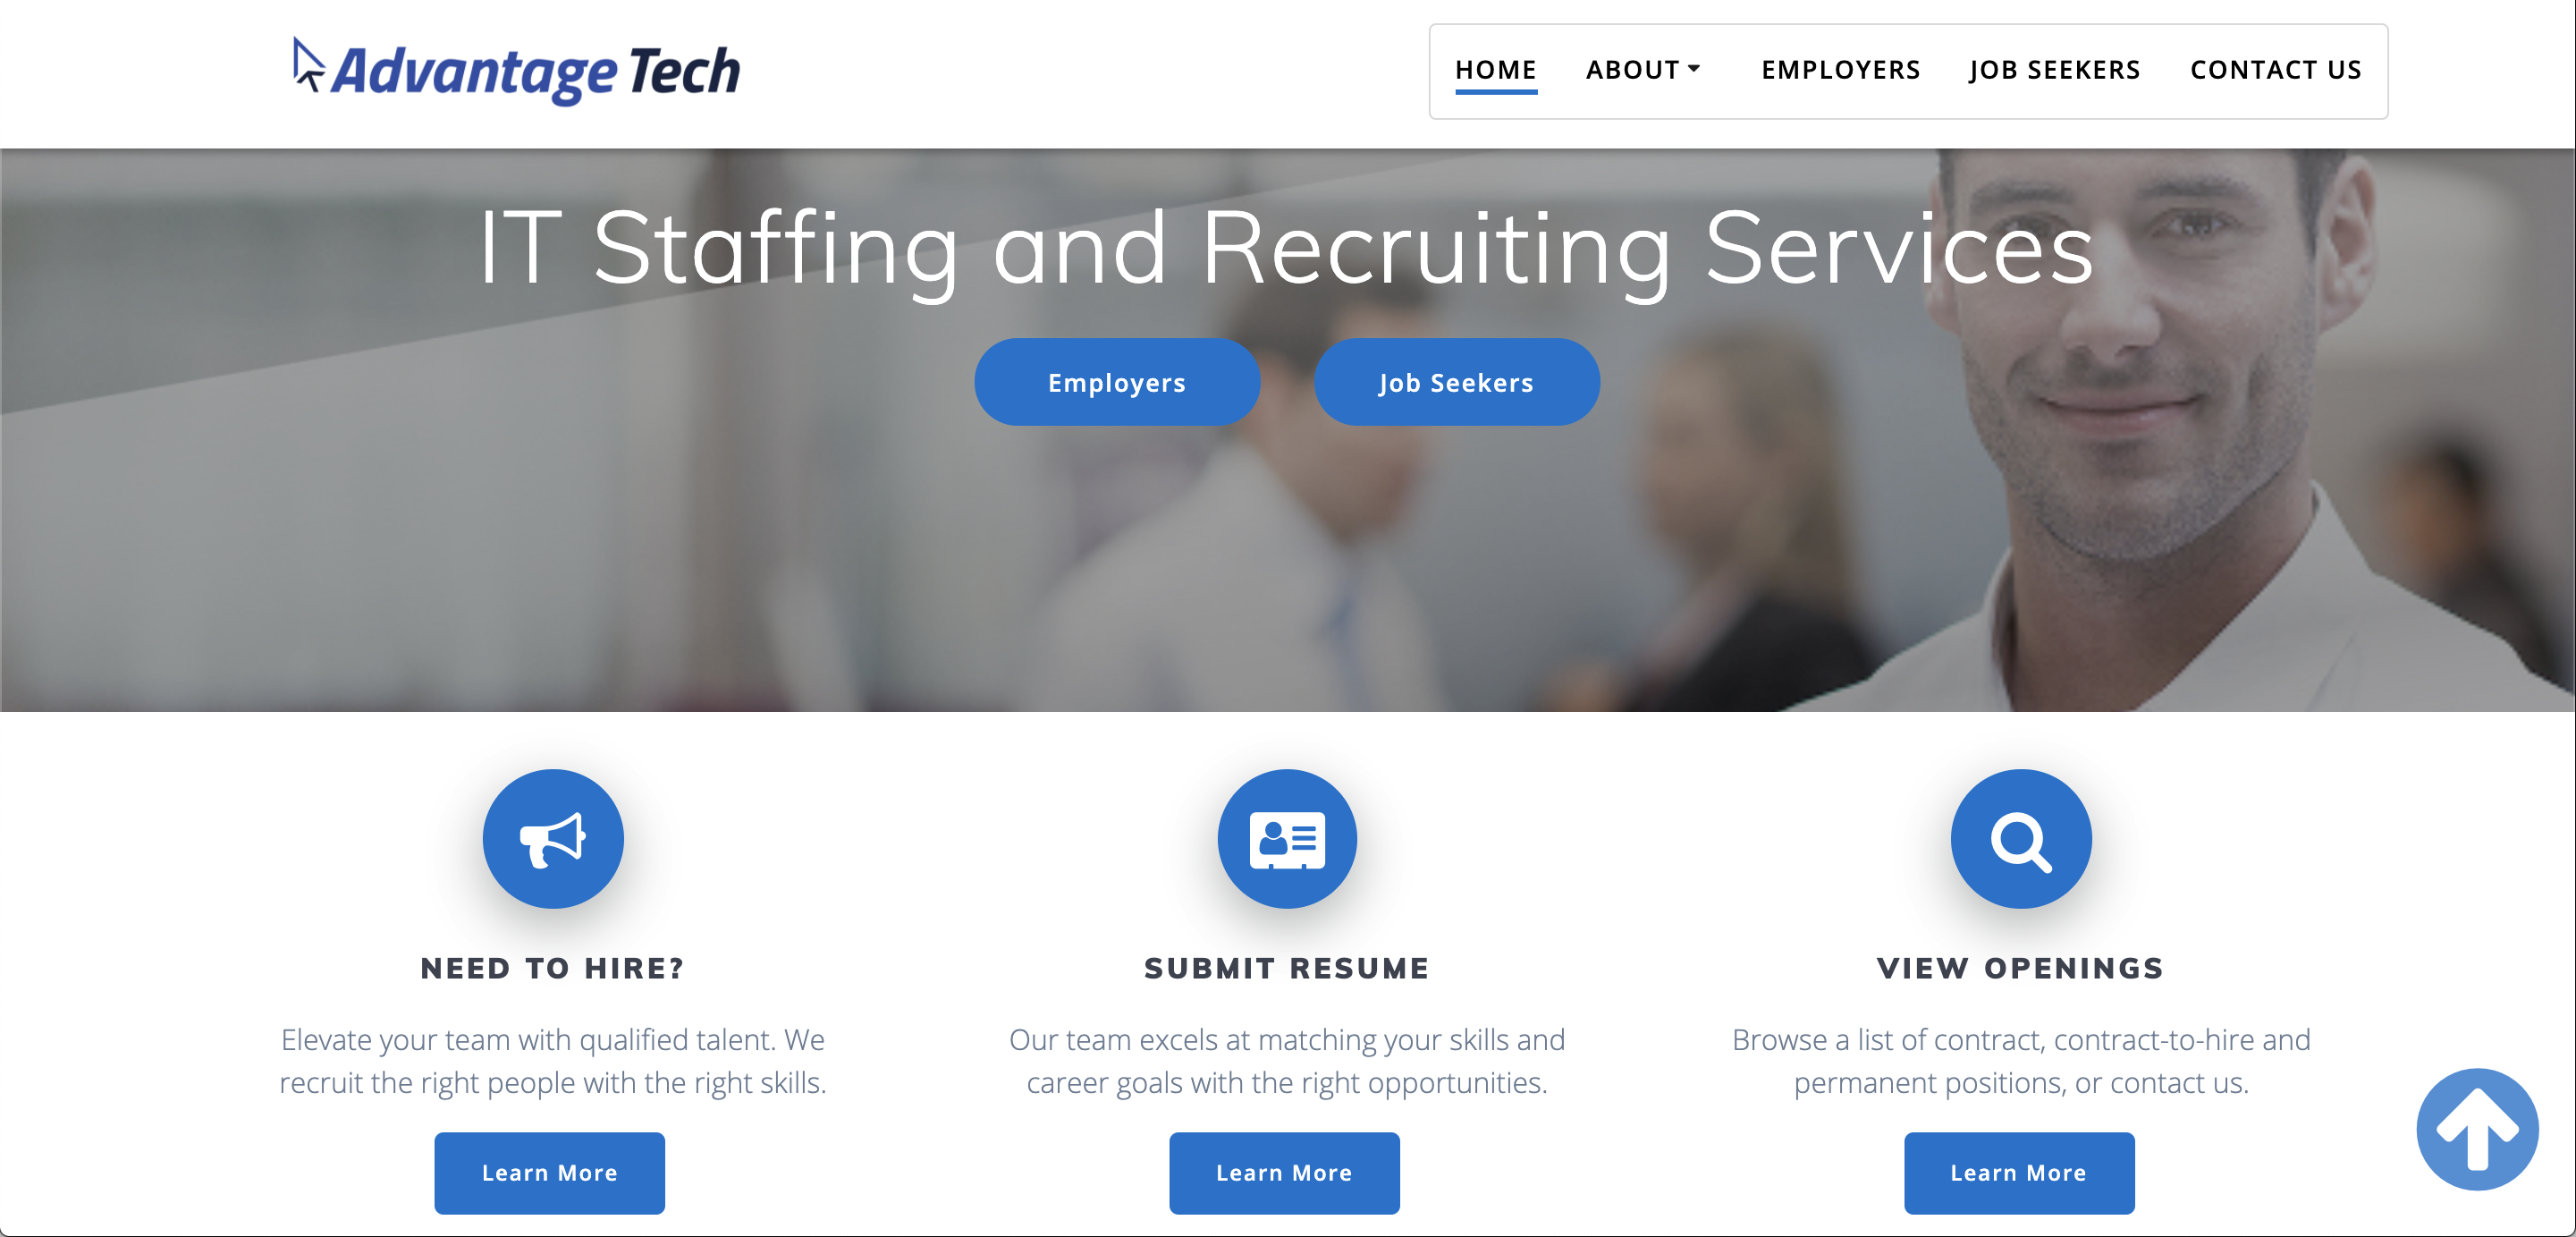 Advantage Tech
HOME ABOUT EMPLOYERS JOB SEEKERS CONTACT US
IT Staffing and Recruiting Services
Employers Job Seekers
NEED TO HIRE?
Elevate your team with qualified talent. We
recruit the right people with the right skills.
Learn More
SUBMIT RESUME
Our team excels at matching your skills and
career goals with the right opportunities.
Learn More
VIEW OPENINGS
Browse a list of contract, contract-to-hire and
permanent positions, or contact us.
Learn More